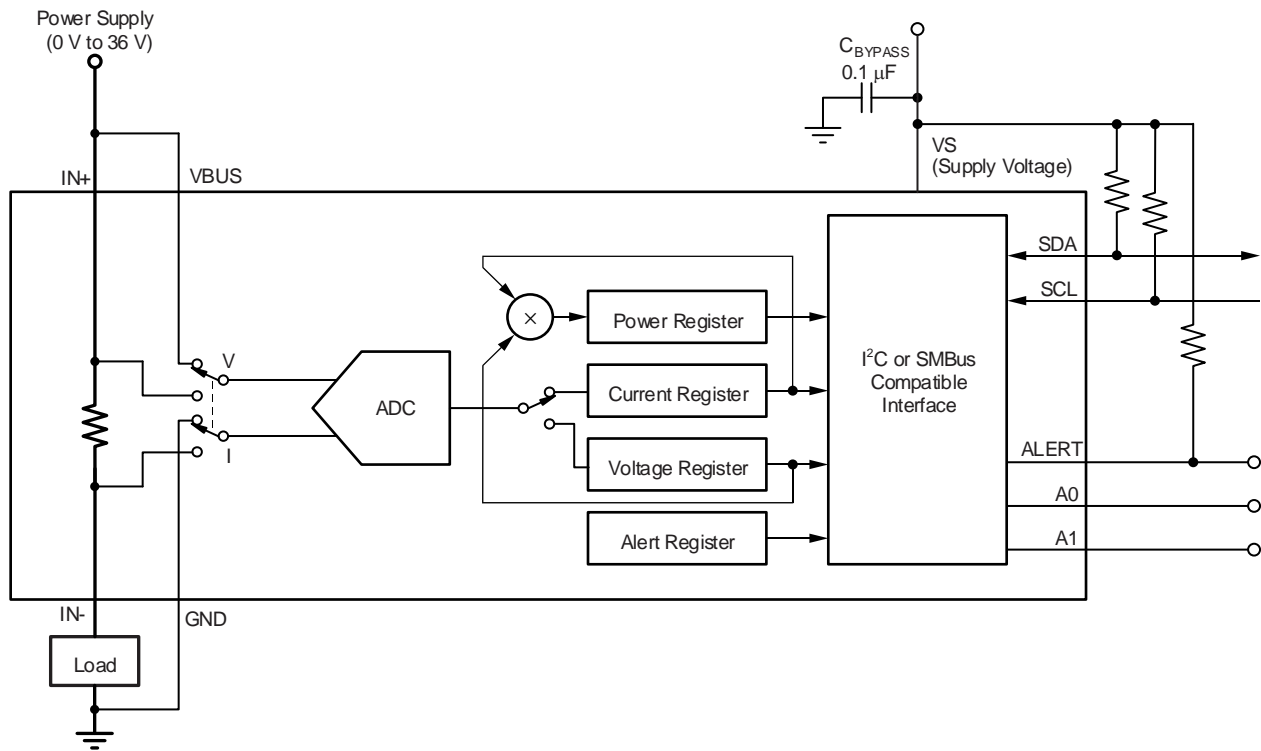 Power Supply
(0 V to 36 V)
CBYPASS
0.1 µF
VS
(Supply Voltage)
IN+
VBUS
SDA
SCL
×
Power Register
I²C or SMBus
Compatible
Interface
V
ADC
Current Register
I
Voltage Register
ALERT
A0
Alert Register
A1
IN-
GND
Load